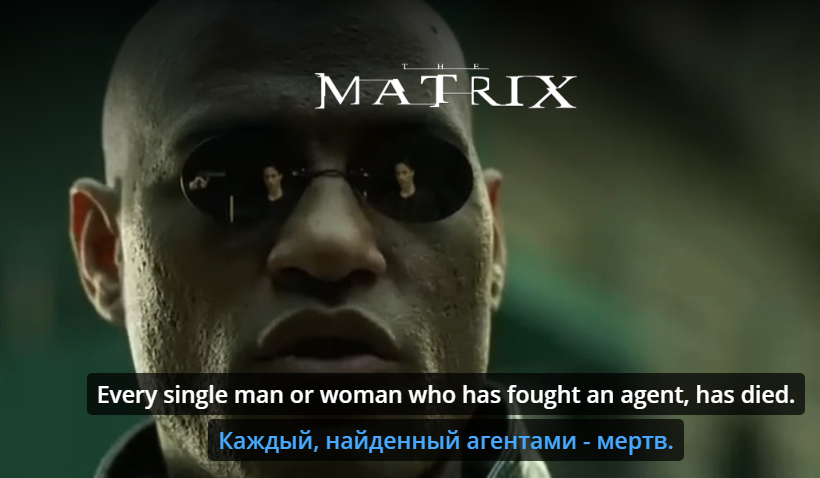 THE
MATRIX
Every single man or woman who has fought an agent, has died.
Каждый, найденный агентами - мертв.